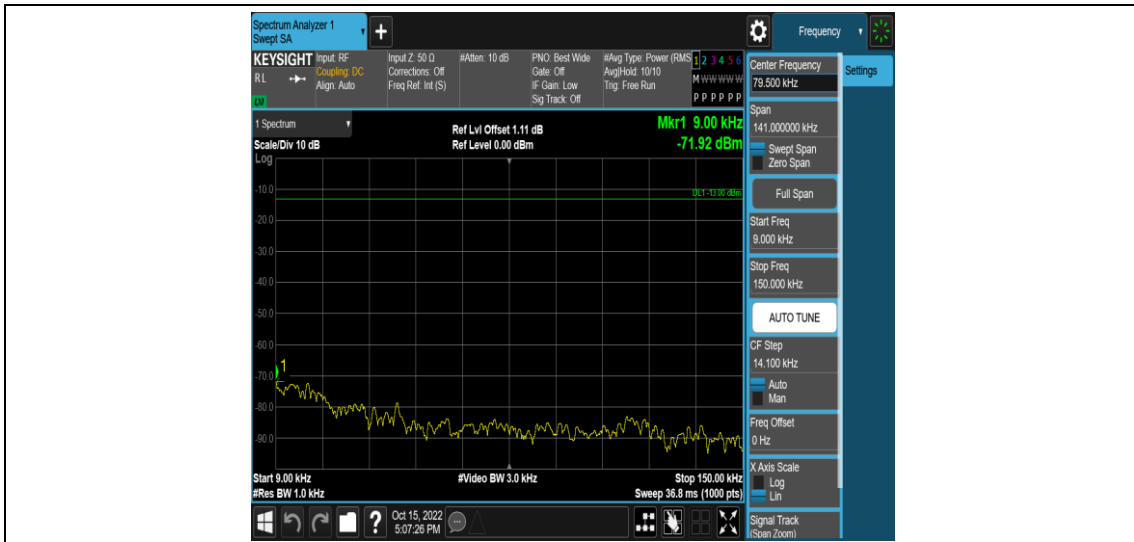 Spectrum Analyzer 1
Swept SA
+
Frequency
KEYSIGHT
RL
LNI
Input: RF
Coupling: DC
Align: Auto
Input Z: 50 Ω
Corrections: Off
Freq Ref: Int (S)
#Atten: 10 dB
PNO: Best Wide
Gate: Off
IF Gain: Low
Sig Track: Off
#Avg Type: Power (RMS
Avg|Hold: 10/10
Trig: Free Run
1 2 3 4 5 6
M W W W W W
P P P P P P
Center Frequency
79.500 kHz
Settings
Span
141.000000 kHz
Swept Span
Zero Span
Full Span
Start Freq
9.000 kHz
Stop Freq
150.000 kHz
AUTO TUNE
CF Step
14.100 kHz
Auto
Man
Freq Offset
0 Hz
X Axis Scale
Log
Lin
Signal Track
(Span Zoom)
1 Spectrum
Scale/Div 10 dB
Log
Ref Lvl Offset 1.11 dB
Ref Level 0.00 dBm
Mkr1 9.00 kHz
-71.92 dBm
DL1 -13.00 dBm
-10.0
-20.0
-30.0
-40.0
-50.0
-60.0
1
-70.0
-80.0
-90.0
Start 9.00 kHz
#Res BW 1.0 kHz
#Video BW 3.0 kHz
Stop 150.00 kHz
Sweep 36.8 ms (1000 pts)
?
Oct 15, 2022
5:07:26 PM